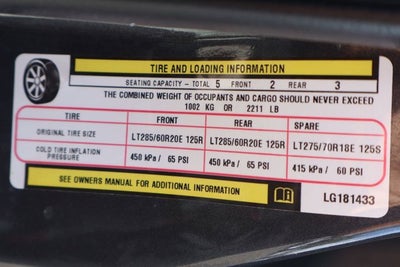 TIRE AND LOADING INFORMATION
SEATING CAPACITY - TOTAL 5 FRONT 2 REAR 3
THE COMBINED WEIGHT OF OCCUPANTS AND CARGO SHOULD NEVER EXCEED
1002 KG OR / 2211 LB
TIRE FRONT REAR SPARE
ORIGINAL TIRE SIZE LT285/60R20E 125R LT285/60R20E 125R LT275/70R18E 125S
COLD TIRE INFLATION
PRESSURE 450 kPa / 65 PSI 450 kPa / 65 PSI 415 kPa / 60 PSI
SEE OWNERS MANUAL FOR ADDITIONAL INFORMATION
LG181433